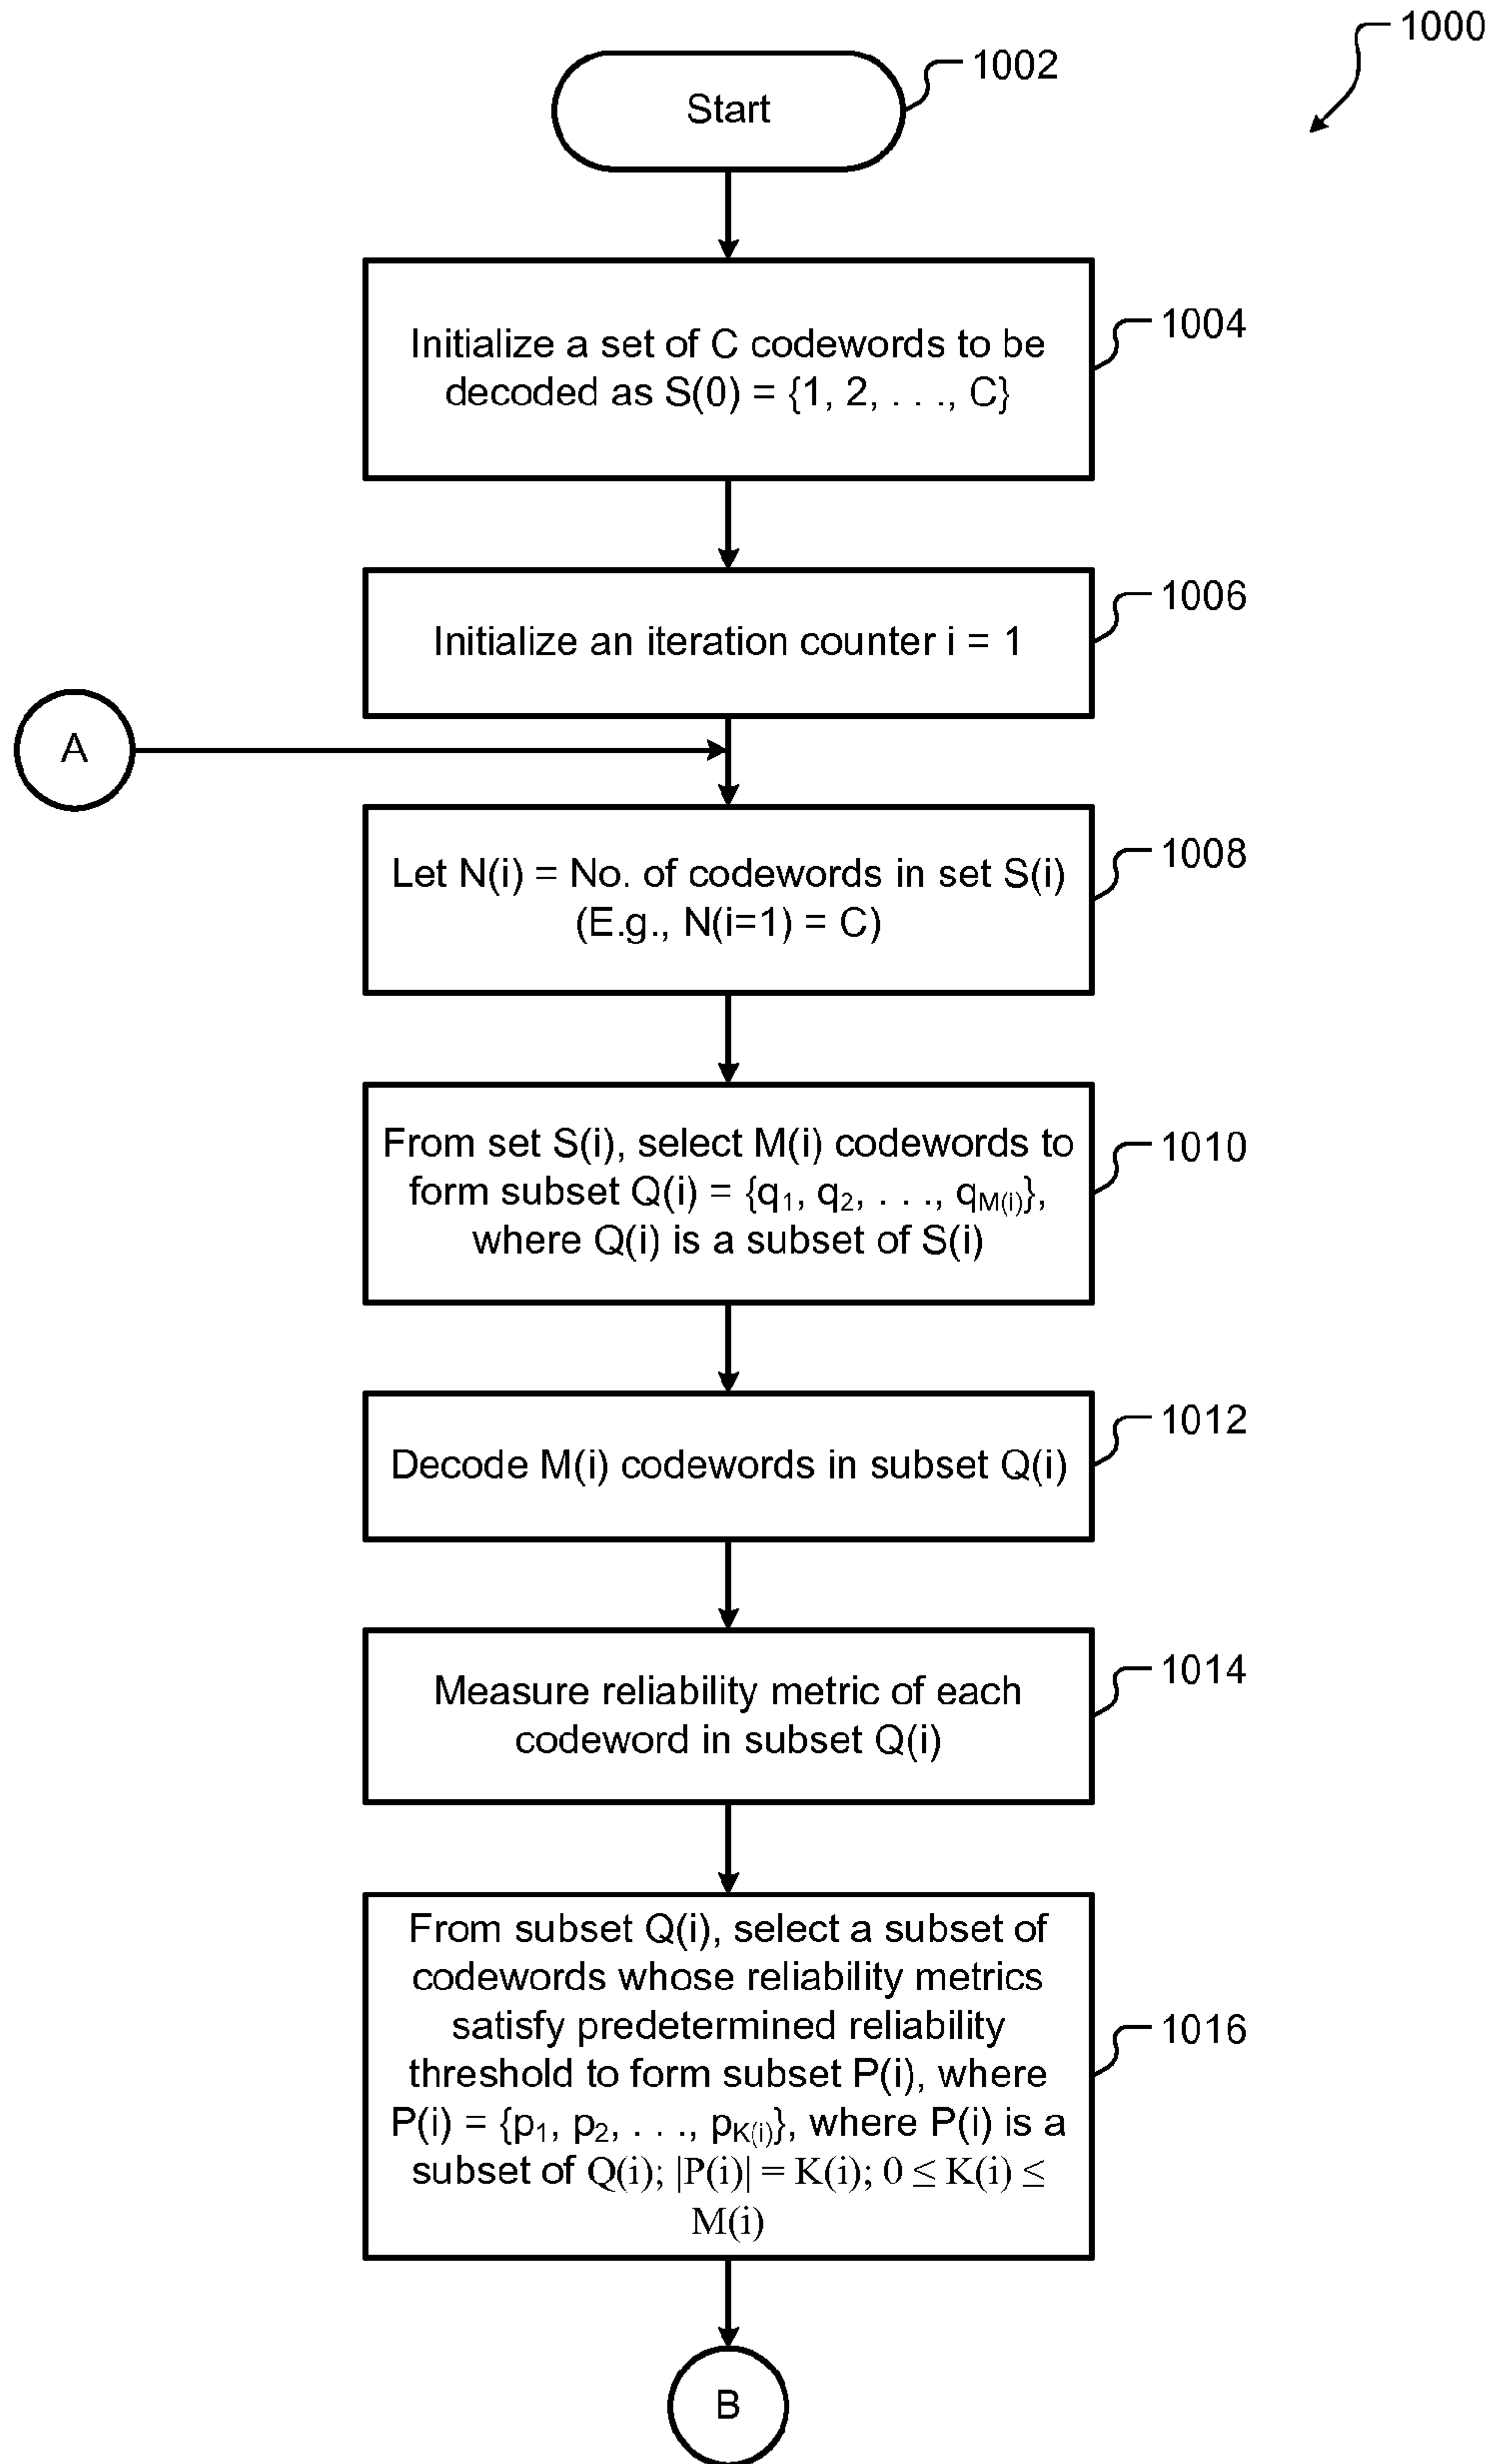 1000
Start
1002
Initialize a set of C codewords to be
decoded as S(0) = {1, 2, . . ., C}
1004
Initialize an iteration counter i = 1
1006
A
Let N(i) = No. of codewords in set S(i)
(E.g., N(i=1) = C)
1008
From set S(i), select M(i) codewords to
form subset Q(i) = {q1, q2, . . ., qM(i)},
where Q(i) is a subset of S(i)
1010
Decode M(i) codewords in subset Q(i)
1012
Measure reliability metric of each
codeword in subset Q(i)
1014
From subset Q(i), select a subset of
codewords whose reliability metrics
satisfy predetermined reliability
threshold to form subset P(i), where
P(i) = {p1, p2, . . ., pK(i)}, where P(i) is a
subset of Q(i); |P(i)| = K(i); 0 ≤ K(i) ≤
M(i)
1016
B